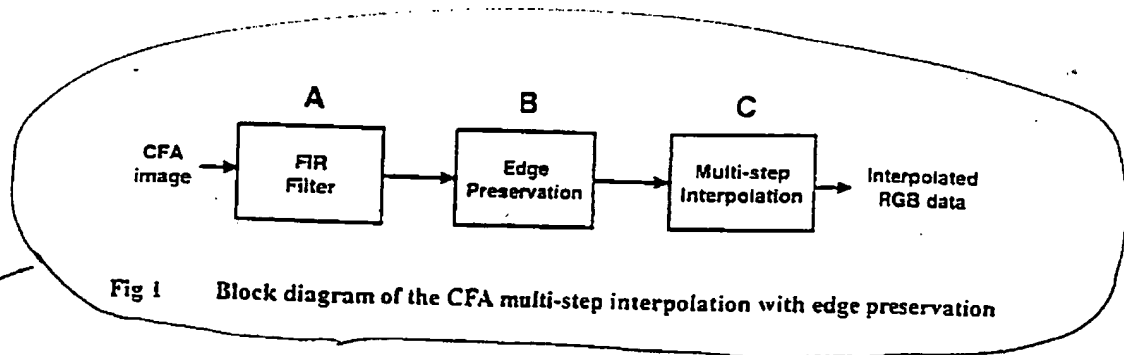 A B C
CFA image
FIR Filter
Edge Preservation
Multi-step Interpolation
Interpolated RGB data
Fig 1 Block diagram of the CFA multi-step interpolation with edge preservation